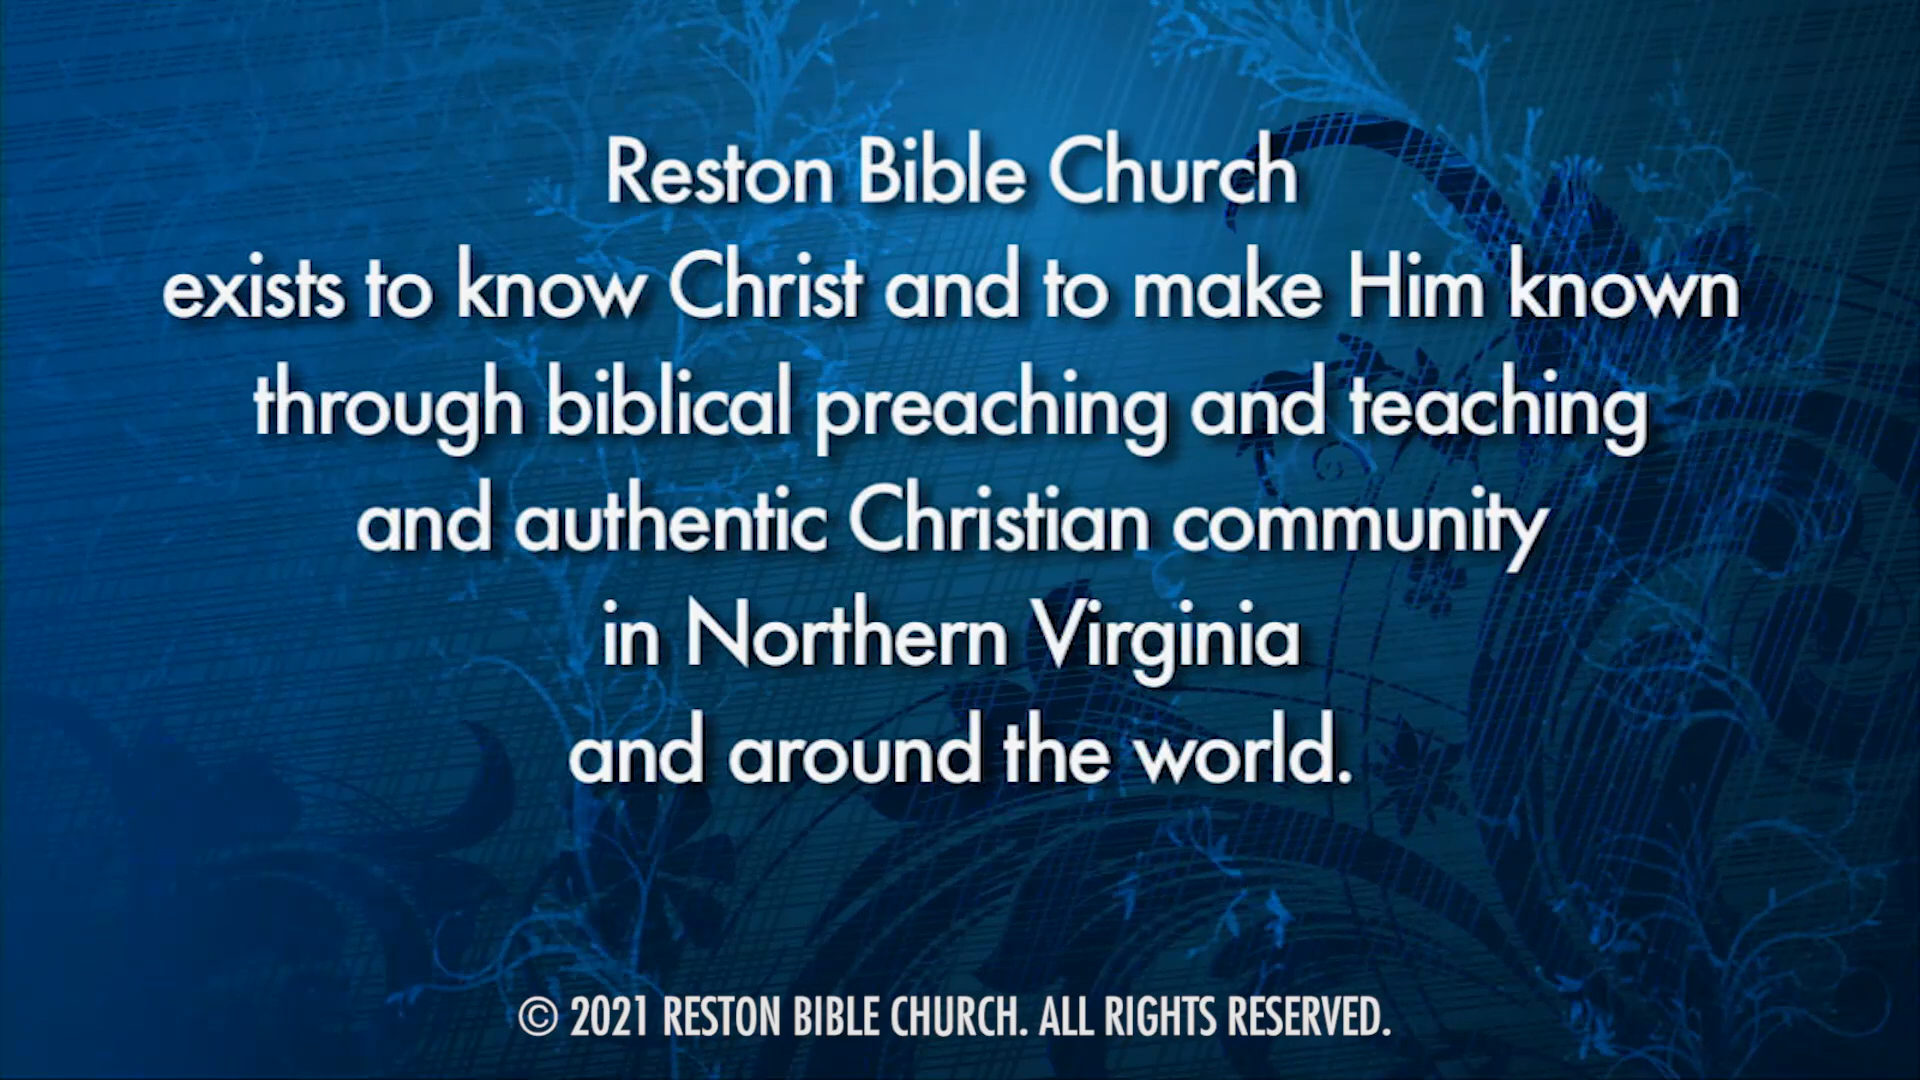 Reston Bible Church
exists to know Christ and to make Him known
through biblical preaching and teaching
and authentic Christian community
in Northern Virginia
and around the world.
© 2021 RESTON BIBLE CHURCH. ALL RIGHTS RESERVED.